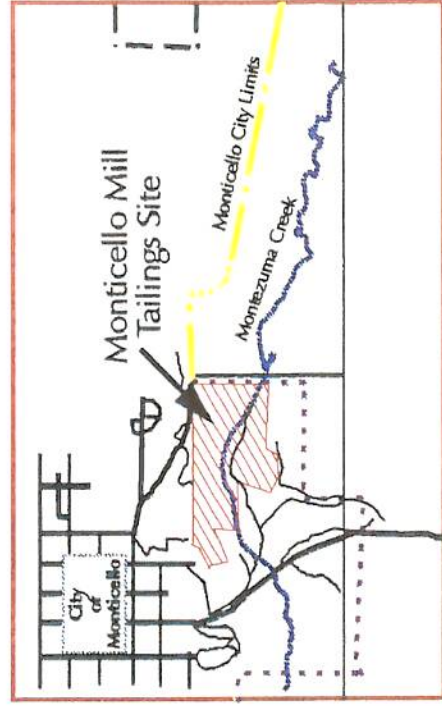 City
of
Monticello
Monticello Mill
Tailings Site
Monticello City Limits
Montezuma Creek